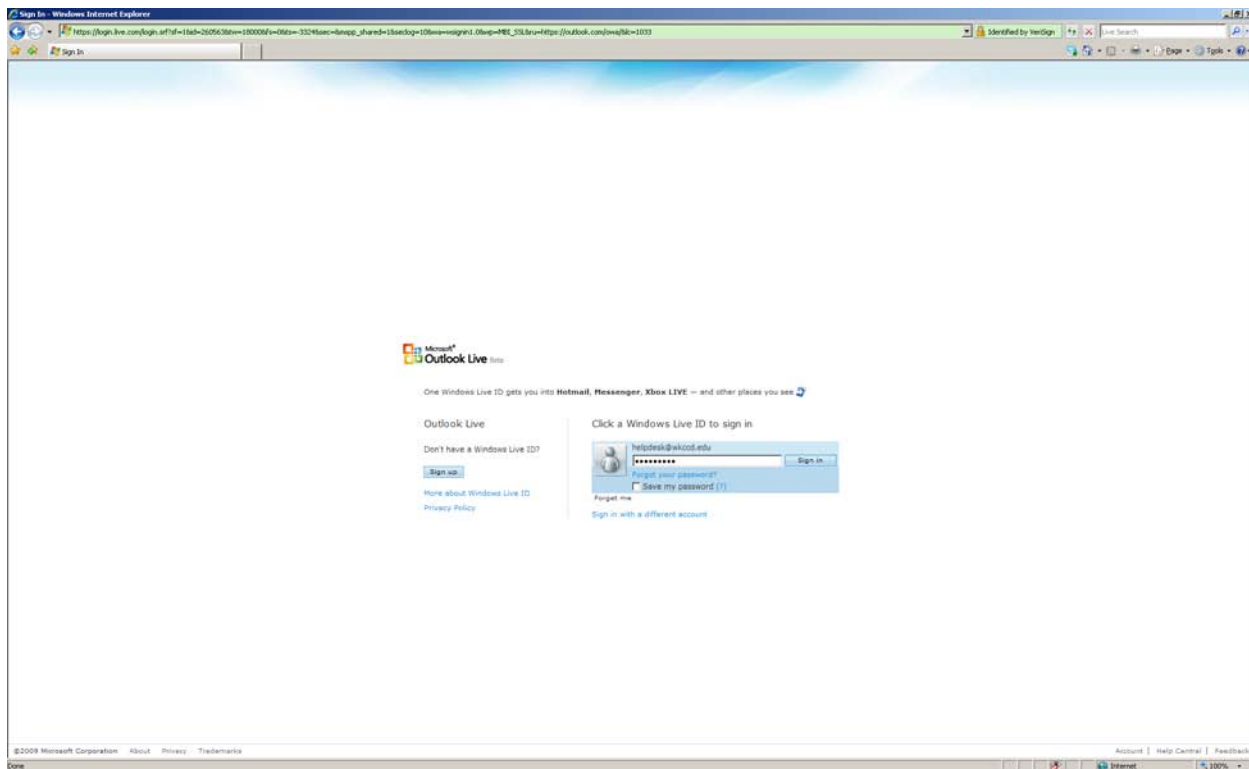 Sign In - Windows Internet Explorer
Identified by VeriSign
Live Search
Sign In
Page
Tools
Microsoft®
Outlook Live Beta
One Windows Live ID gets you into Hotmail, Messenger, Xbox LIVE — and other places you see
Outlook Live
Click a Windows Live ID to sign in
Don't have a Windows Live ID?
helpdesk@wkccd.edu
•••••••••
Sign in
Sign up
Forgot your password?
Save my password (?)
More about Windows Live ID
Forget me
Privacy Policy
Sign in with a different account
©2009 Microsoft Corporation About Privacy Trademarks
Account | Help Central | Feedback
Done
Internet
100%